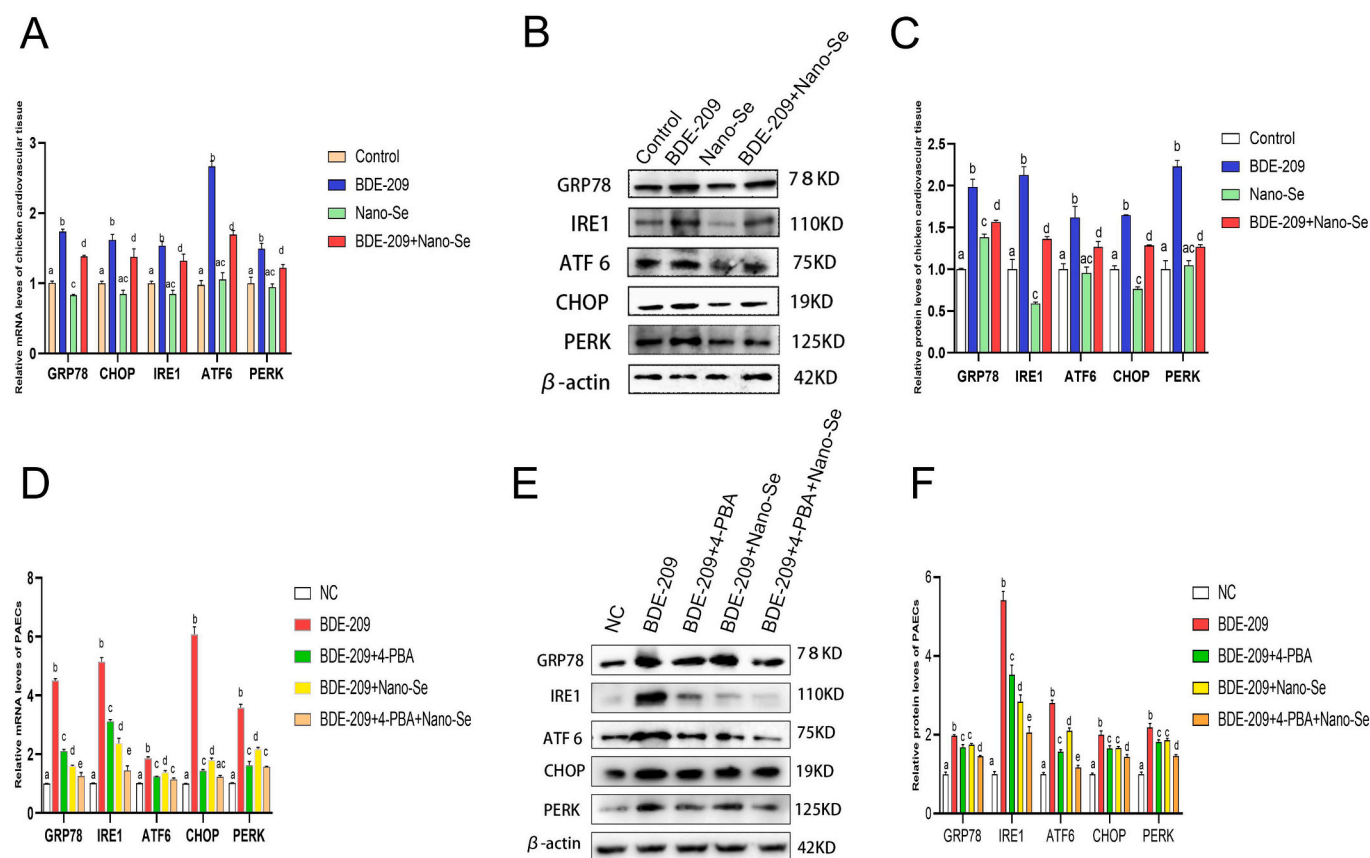 A
Relative mRNA leves of chicken cardiovascular tissue
3
2
1
0
a b c d
a b ac d
a b ac d
a b ac d
a b ac d
GRP78 CHOP IRE1 ATF6 PERK
Control
BDE-209
Nano-Se
BDE-209+Nano-Se
B
Control BDE-209 Nano-Se BDE-209+Nano-Se
GRP78 78KD
IRE1 110KD
ATF 6 75KD
CHOP 19KD
PERK 125KD
β-actin 42KD
C
Relative protein leves of chicken cardiovascular tissue
2.5
2.0
1.5
1.0
0.5
0.0
a b c d
a b c d
a b ac d
a b c d
a b ac d
GRP78 IRE1 ATF6 CHOP PERK
Control
BDE-209
Nano-Se
BDE-209+Nano-Se
D
Relative mRNA leves of PAECs
8
6
4
2
0
a b c d e
a b c d e
a b c d e
a b c d ac
a b c d c
GRP78 IRE1 ATF6 CHOP PERK
NC
BDE-209
BDE-209+4-PBA
BDE-209+Nano-Se
BDE-209+4-PBA+Nano-Se
E
NC BDE-209 BDE-209+4-PBA BDE-209+Nano-Se BDE-209+4-PBA+Nano-Se
GRP78 78KD
IRE1 110KD
ATF 6 75KD
CHOP 19KD
PERK 125KD
β-actin 42KD
F
Relative protein leves of PAECs
6
4
2
0
a b c c d
a b c d e
a b c d e
a b c c d
a b c c d
GRP78 IRE1 ATF6 CHOP PERK
NC
BDE-209
BDE-209+4-PBA
BDE-209+Nano-Se
BDE-209+4-PBA+Nano-Se